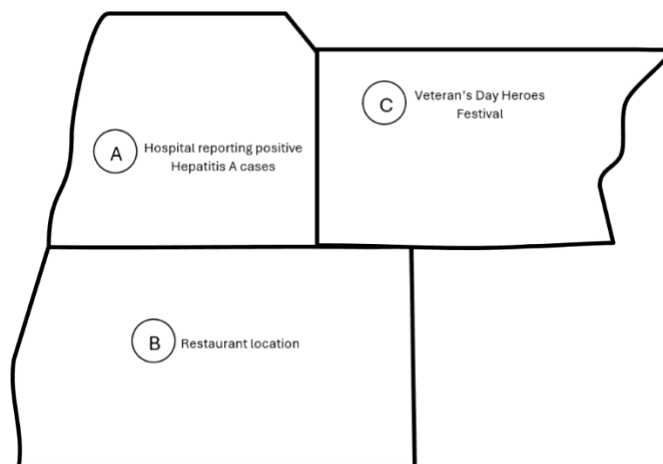 C
Veteran's Day Heroes
Festival
A
Hospital reporting positive
Hepatitis A cases
B
Restaurant location